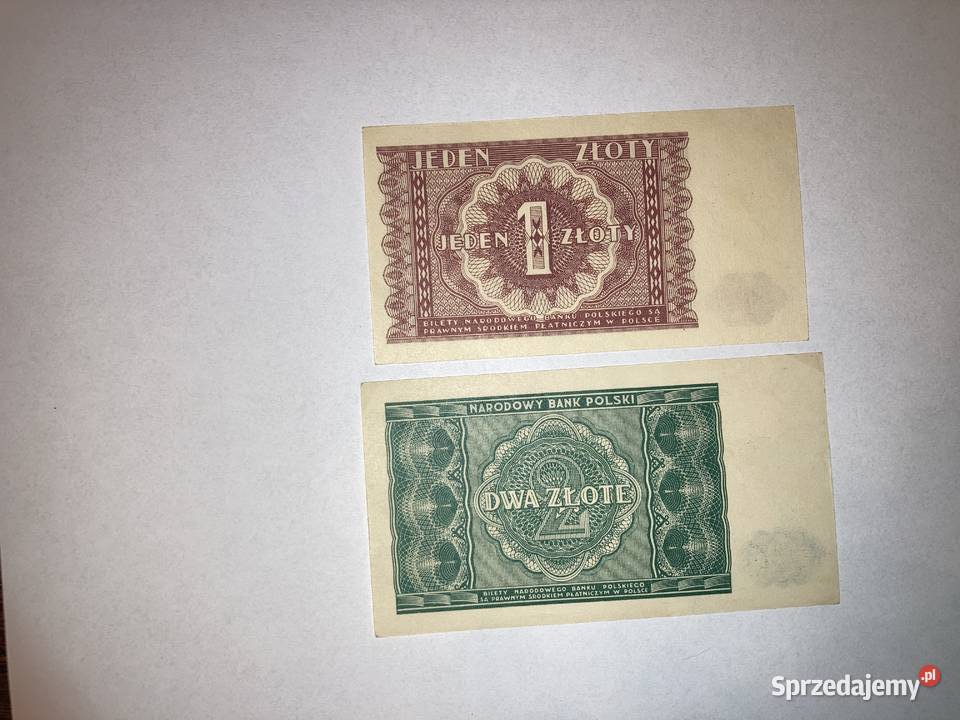 JEDEN ZŁOTY
JEDEN 1 ZŁOTY
BILETY NARODOWEGO BANKU POLSKIEGO SĄ
PRAWNYM ŚRODKIEM PŁATNICZYM W POLSCE
NARODOWY BANK POLSKI
2
DWA ZŁOTE
BILETY NARODOWEGO BANKU POLSKIEGO
SĄ PRAWNYM ŚRODKIEM PŁATNICZYM W POLSCE
Sprzedajemy.pl